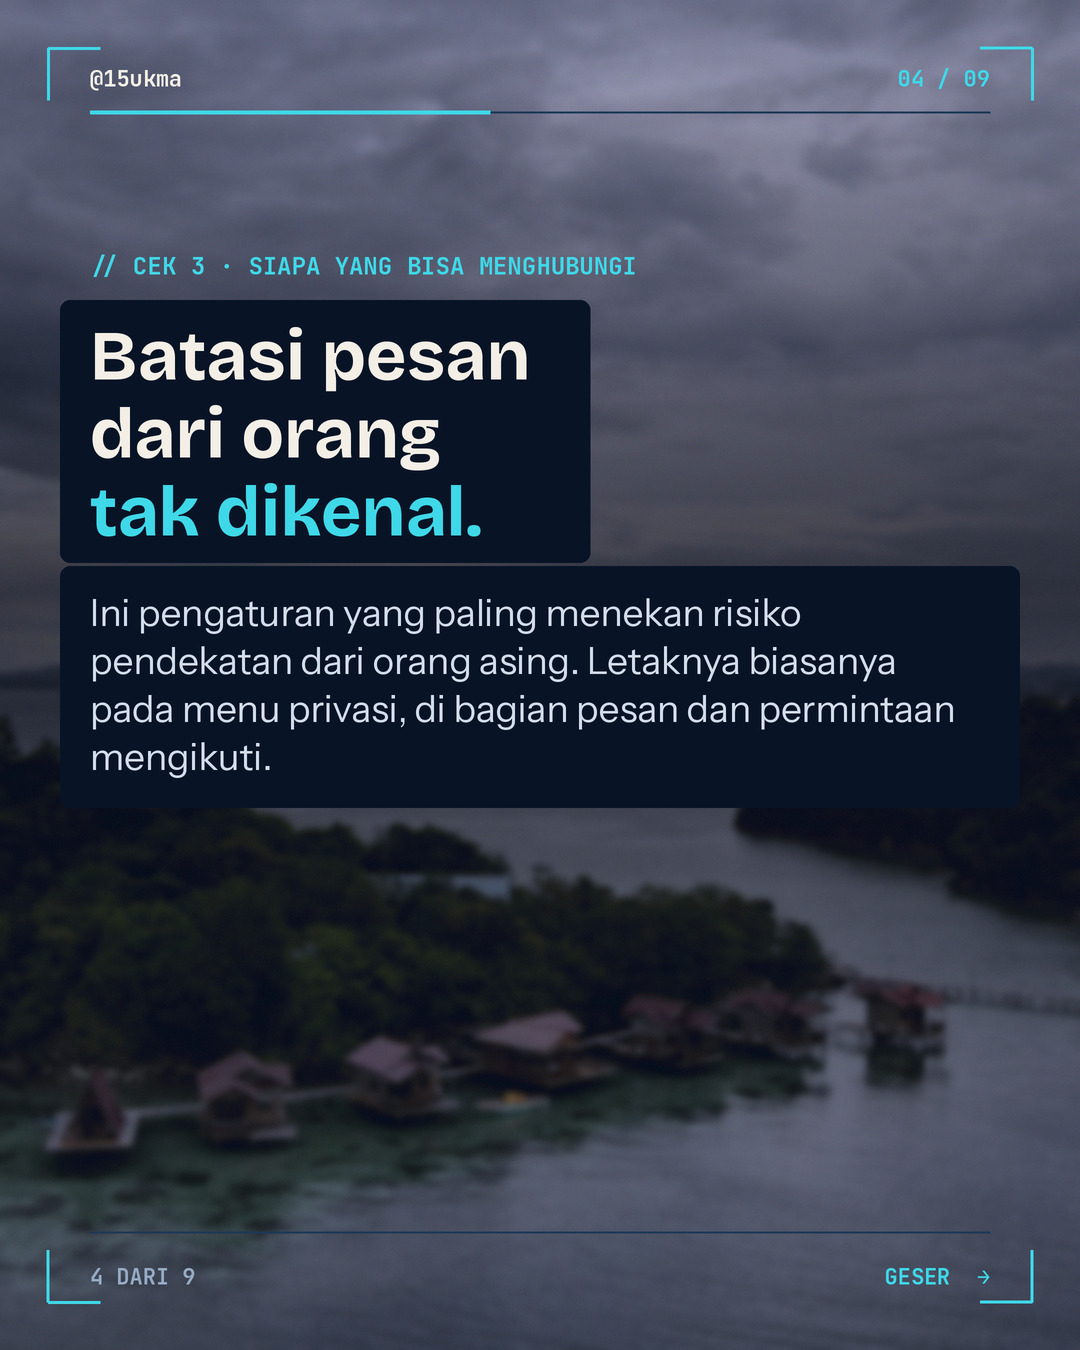 @15ukma
04 / 09
// CEK 3 · SIAPA YANG BISA MENGHUBUNGI
Batasi pesan
dari orang
tak dikenal.
Ini pengaturan yang paling menekan risiko
pendekatan dari orang asing. Letaknya biasanya
pada menu privasi, di bagian pesan dan permintaan
mengikuti.
4 DARI 9
GESER →